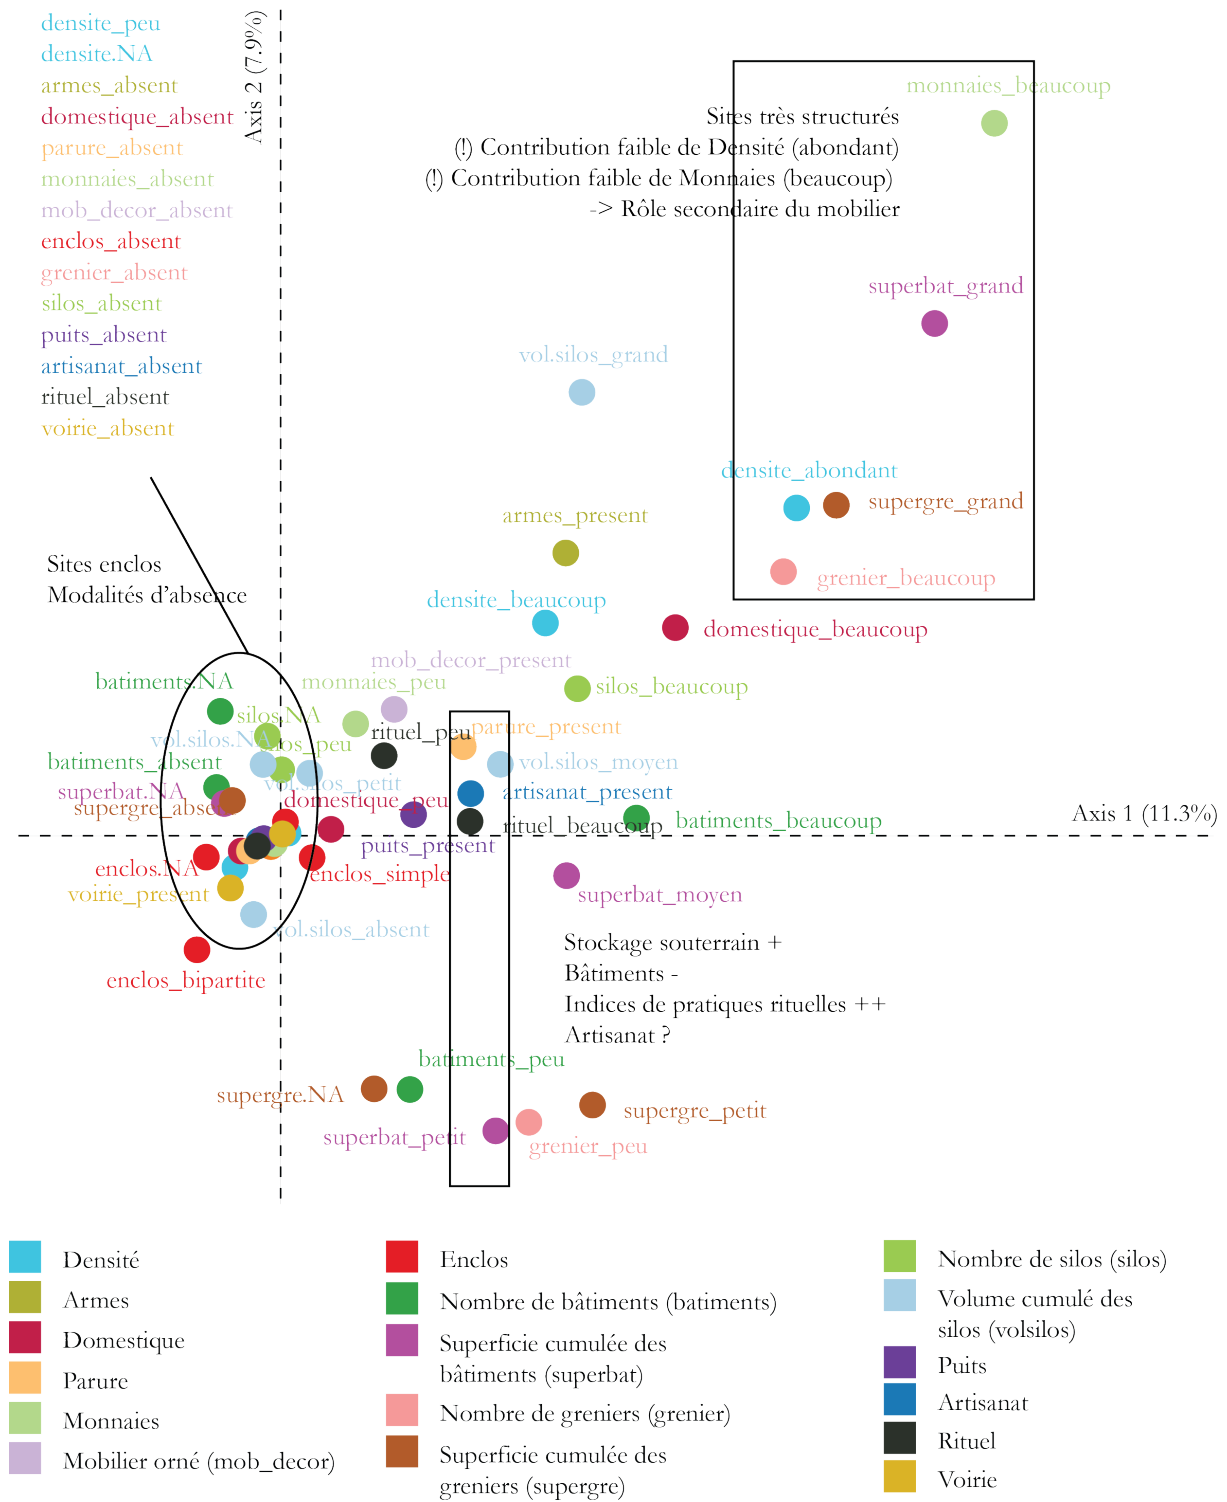 densite_peu
densite.NA
armes_absent
domestique_absent
parure_absent
monnaies_absent
mob_decor_absent
enclos_absent
grenier_absent
silos_absent
puits_absent
artisanat_absent
rituel_absent
voirie_absent
Axis 2 (7.9%)
monnaies_beaucoup
Sites très structurés
(!) Contribution faible de Densité (abondant)
(!) Contribution faible de Monnaies (beaucoup)
-> Rôle secondaire du mobilier
superbat_grand
vol.silos_grand
densite_abondant
supergre_grand
armes_present
grenier_beaucoup
Sites enclos
Modalités d'absence
densite_beaucoup
domestique_beaucoup
mob_decor_present
batiments.NA
monnaies_peu
silos_beaucoup
silos.NA
rituel_peu
parure_present
vol.silos.NA
silos_peu
batiments_absent
vol.silos_moyen
vol.silos_petit
superbat.NA
artisanat_present
supergre_absent
domestique_peu
Axis 1 (11.3%)
rituel_beaucoup
batiments_beaucoup
puits_present
enclos.NA
enclos_simple
voirie_present
superbat_moyen
vol.silos_absent
Stockage souterrain +
Bâtiments -
Indices de pratiques rituelles ++
Artisanat ?
enclos_bipartite
batiments_peu
supergre.NA
supergre_petit
superbat_petit
grenier_peu
Densité
Armes
Domestique
Parure
Monnaies
Mobilier orné (mob_decor)
Enclos
Nombre de bâtiments (batiments)
Superficie cumulée des
bâtiments (superbat)
Nombre de greniers (grenier)
Superficie cumulée des
greniers (supergre)
Nombre de silos (silos)
Volume cumulé des
silos (volsilos)
Puits
Artisanat
Rituel
Voirie